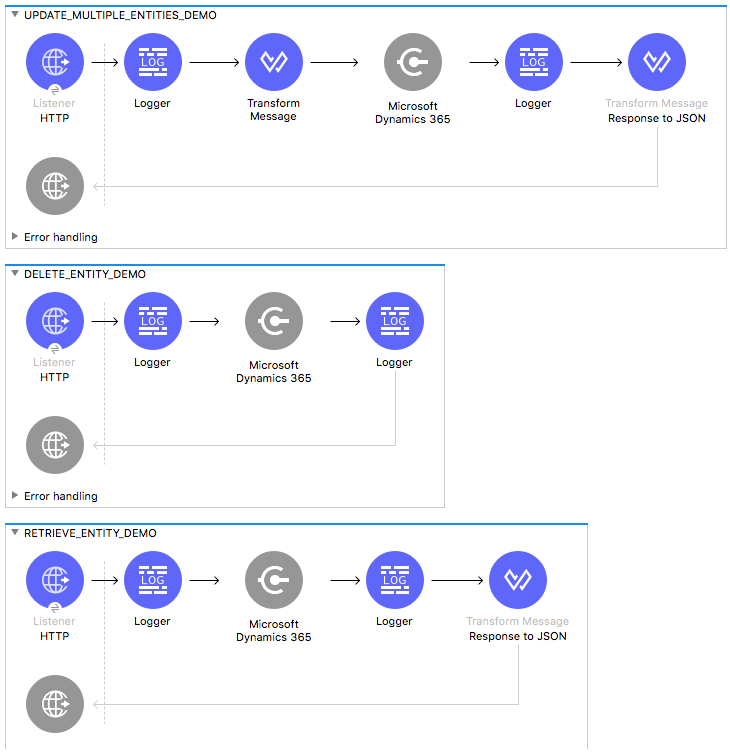 UPDATE_MULTIPLE_ENTITIES_DEMO
LOG
LOG
Listener
HTTP
Logger
Transform
Message
Microsoft
Dynamics 365
Logger
Transform Message
Response to JSON
Error handling
DELETE_ENTITY_DEMO
LOG
LOG
Listener
HTTP
Logger
Microsoft
Dynamics 365
Logger
Error handling
RETRIEVE_ENTITY_DEMO
LOG
LOG
Listener
HTTP
Logger
Microsoft
Dynamics 365
Logger
Transform Message
Response to JSON